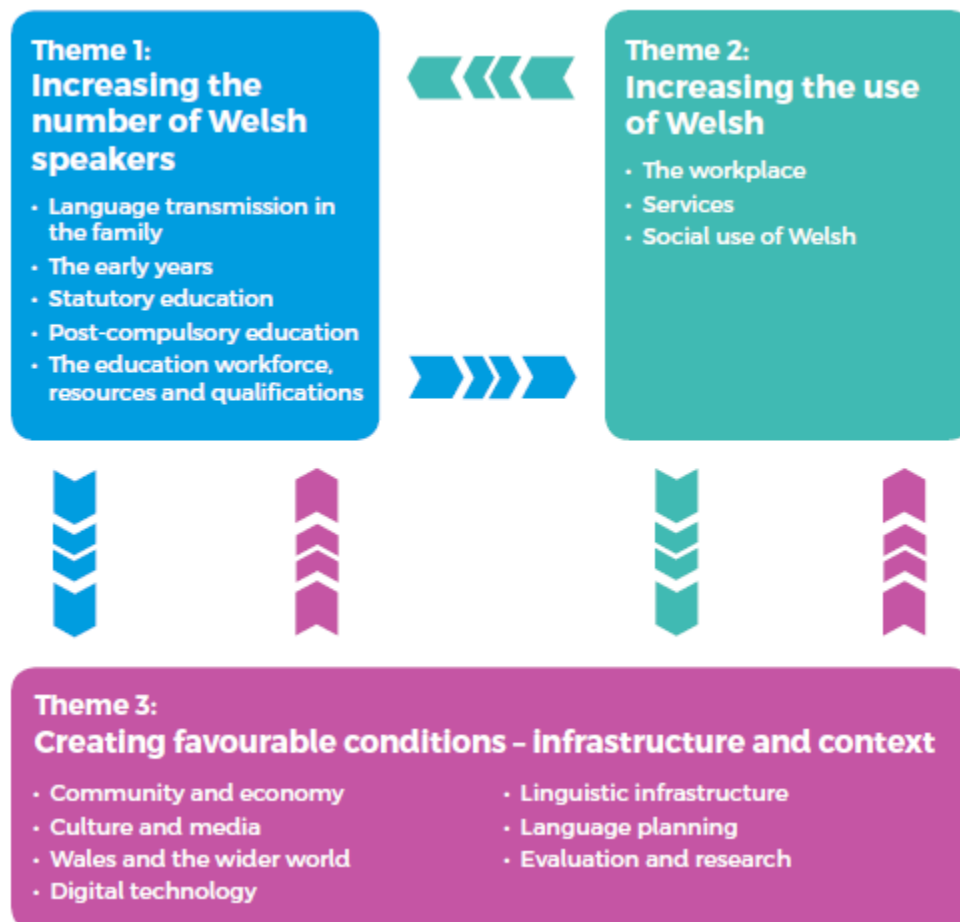 Theme 1:
Increasing the
number of Welsh
speakers
• Language transmission in
the family
• The early years
• Statutory education
• Post-compulsory education
• The education workforce,
resources and qualifications
Theme 2:
Increasing the use
of Welsh
• The workplace
• Services
• Social use of Welsh
Theme 3:
Creating favourable conditions – infrastructure and context
• Community and economy
• Culture and media
• Wales and the wider world
• Digital technology
• Linguistic infrastructure
• Language planning
• Evaluation and research